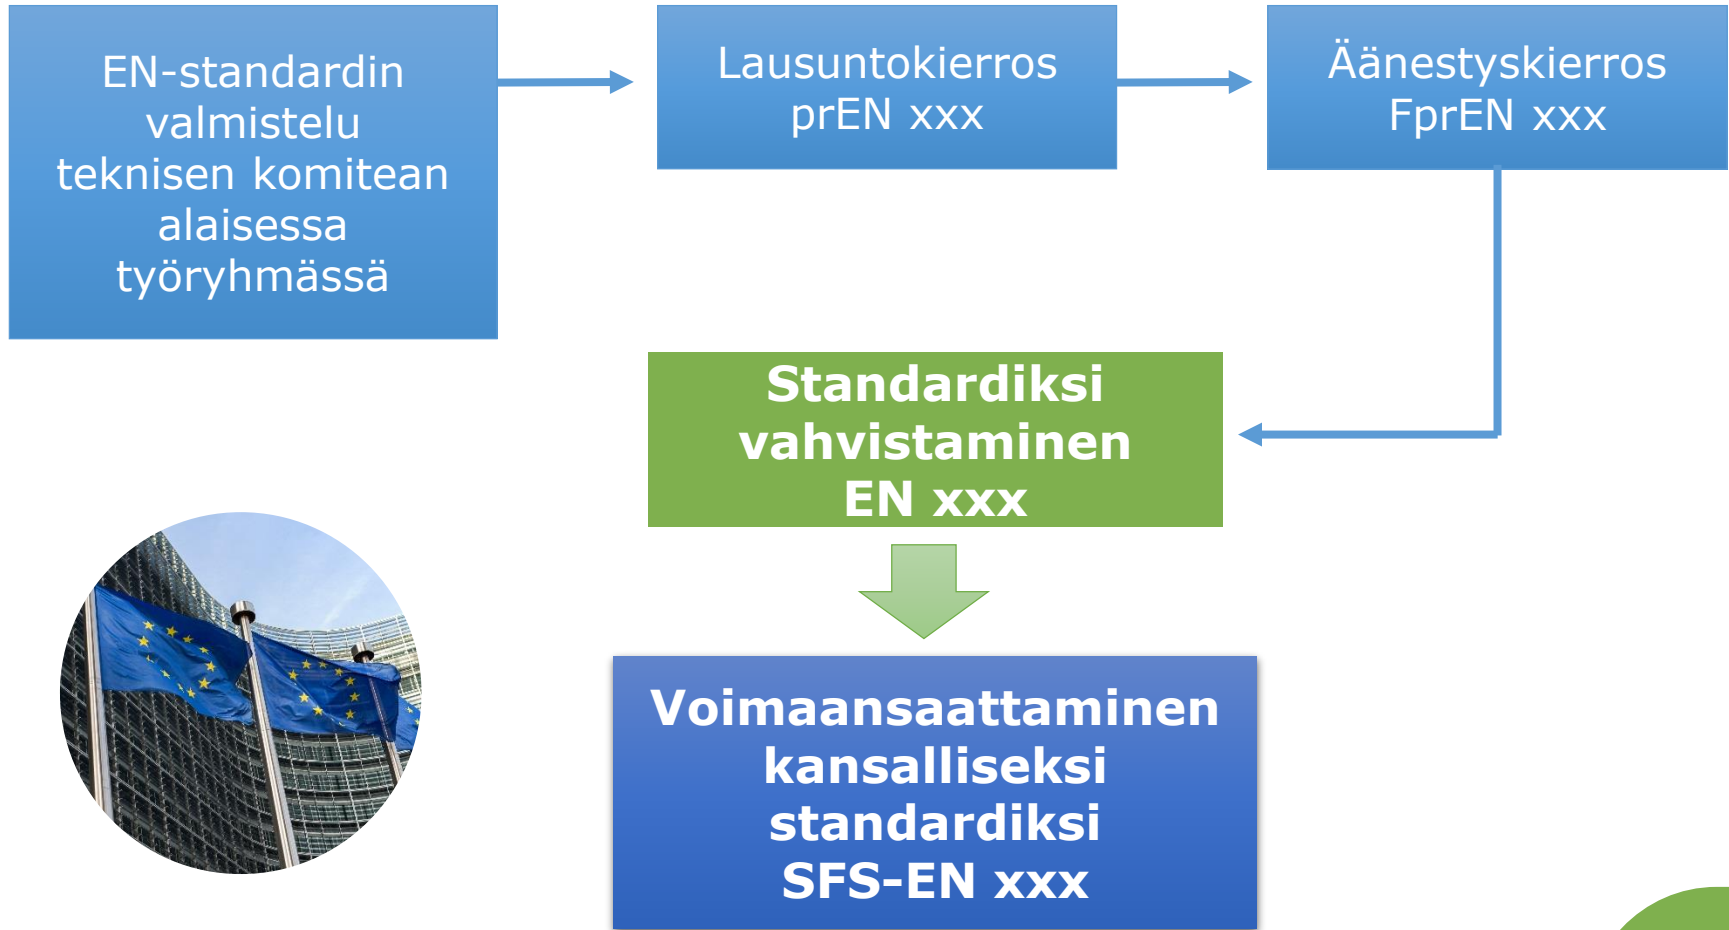 EN-standardin
valmistelu
teknisen komitean
alaisessa
työryhmässä
Lausuntokierros
prEN xxx
Äänestyskierros
FprEN xxx
Standardiksi
vahvistaminen
EN xxx
Voimaansaattaminen
kansalliseksi
standardiksi
SFS-EN xxx